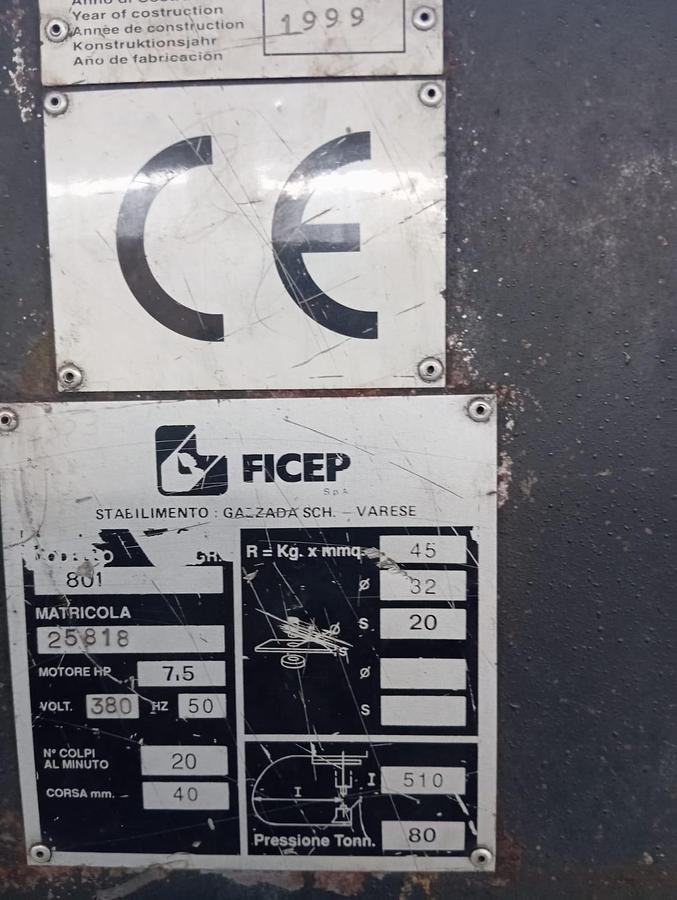 Year of costruction
Année de construction
Konstruktionsjahr
Año de fabricación
1999
CE
FICEP
SpA
STABILIMENTO : GAZZADA SCH. – VARESE
801
MATRICOLA
25818
MOTORE HP 7,5
VOLT. 380 HZ 50
N° COLPI
AL MINUTO 20
CORSA mm. 40
R = Kg. x mmq 45
ø 32
S 20
ø
S
I
I 510
Pressione Tonn. 80